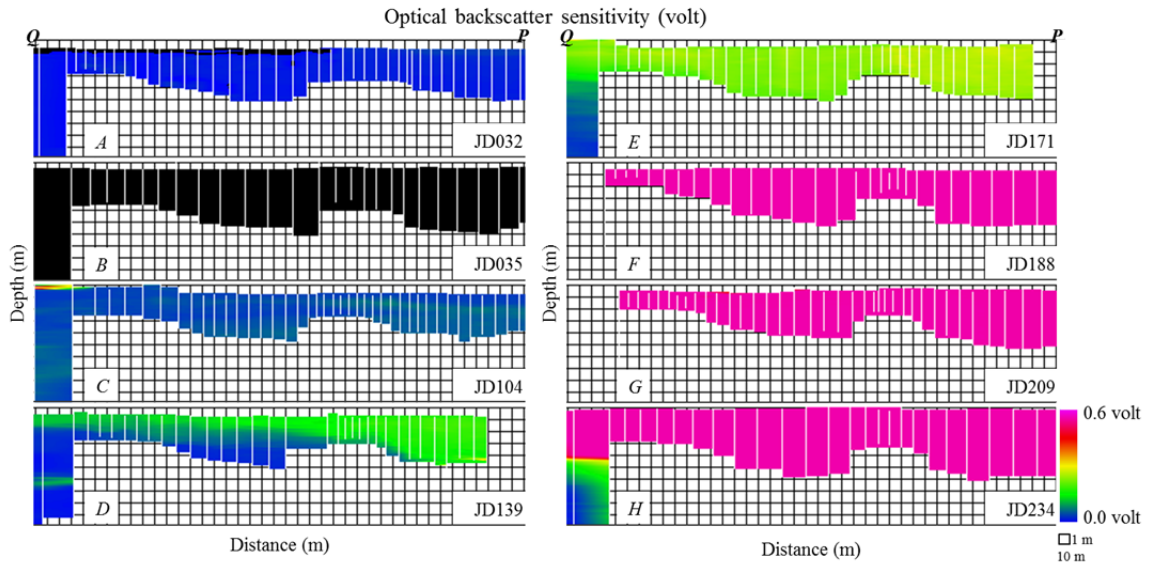 Optical backscatter sensitivity (volt)
Q P Q P
A JD032 E JD171
B JD035 F JD188
Depth (m) Depth (m)
C JD104 G JD209
D JD139 H JD234
0.6 volt
0.0 volt
1 m
10 m
Distance (m) Distance (m)